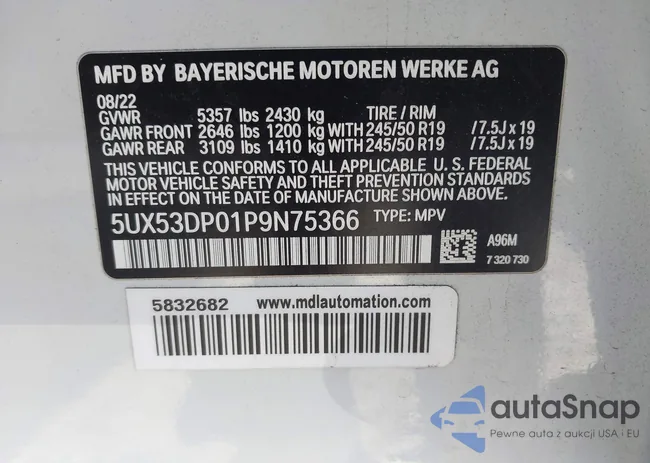 MFD BY BAYERISCHE MOTOREN WERKE AG
08/22
GVWR 5357 lbs 2430 kg TIRE / RIM
GAWR FRONT 2646 lbs 1200 kg WITH 245/50 R19 /7.5J x 19
GAWR REAR 3109 lbs 1410 kg WITH 245/50 R19 /7.5J x 19
THIS VEHICLE CONFORMS TO ALL APPLICABLE U. S. FEDERAL
MOTOR VEHICLE SAFETY AND THEFT PREVENTION STANDARDS
IN EFFECT ON THE DATE OF MANUFACTURE SHOWN ABOVE.
5UX53DP01P9N75366 TYPE: MPV
A96M
7 320 730
5832682 www.mdlautomation.com
autaSnap
Pewne auta z aukcji USA i EU